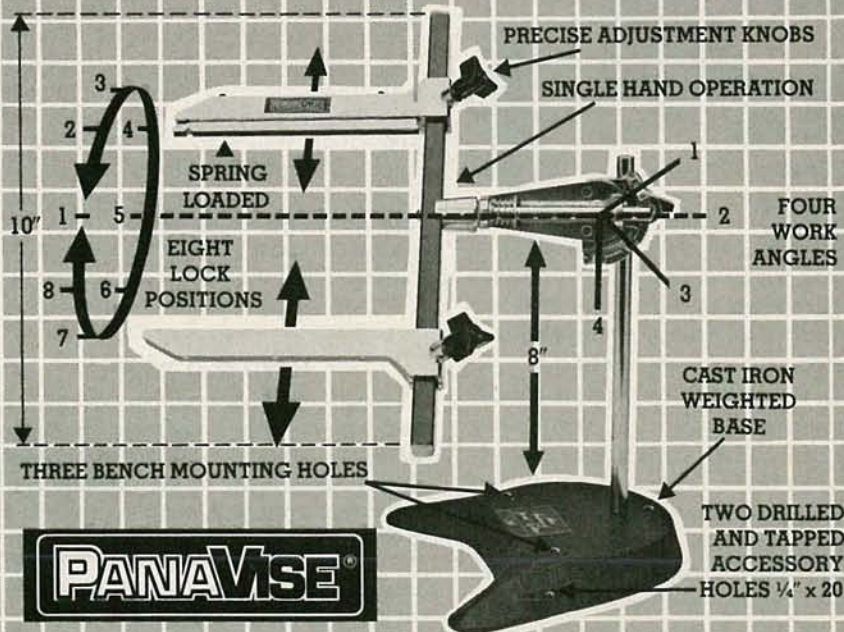 PRECISE ADJUSTMENT KNOBS
SINGLE HAND OPERATION
3
2
4
SPRING
LOADED
1
10"
1
5
2
FOUR
WORK
ANGLES
EIGHT
LOCK
POSITIONS
8
6
3
4
7
8"
CAST IRON
WEIGHTED
BASE
THREE BENCH MOUNTING HOLES
TWO DRILLED
AND TAPPED
ACCESSORY
HOLES ¼" x 20
PANAVISE®